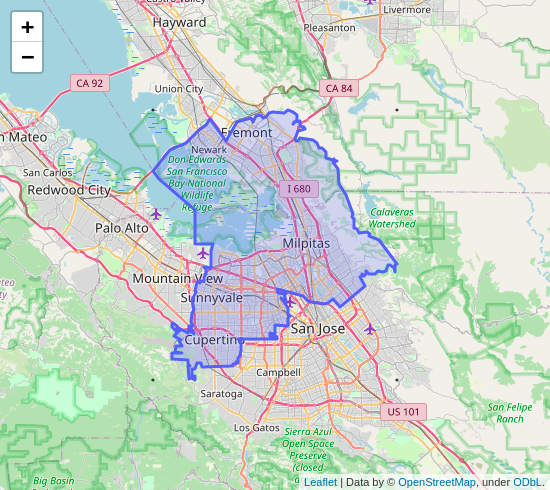 Castro Valley
Livermore
+
Hayward
Pleasanton
−
CA 92
Union City
CA 84
Fremont
n Mateo
Newark
San Carlos
Don Edwards
San Francisco
Bay National
Wildlife
Refuge
Redwood City
I 680
Calaveras
Watershed
Palo Alto
Milpitas
Mountain View
Sunnyvale
San Jose
Cupertino
Campbell
Saratoga
US 101
San Felipe
Ranch
Los Gatos
Sierra Azul
Open Space
Preserve
(closed
Big Basin
Leaflet | Data by © OpenStreetMap, under ODbL.